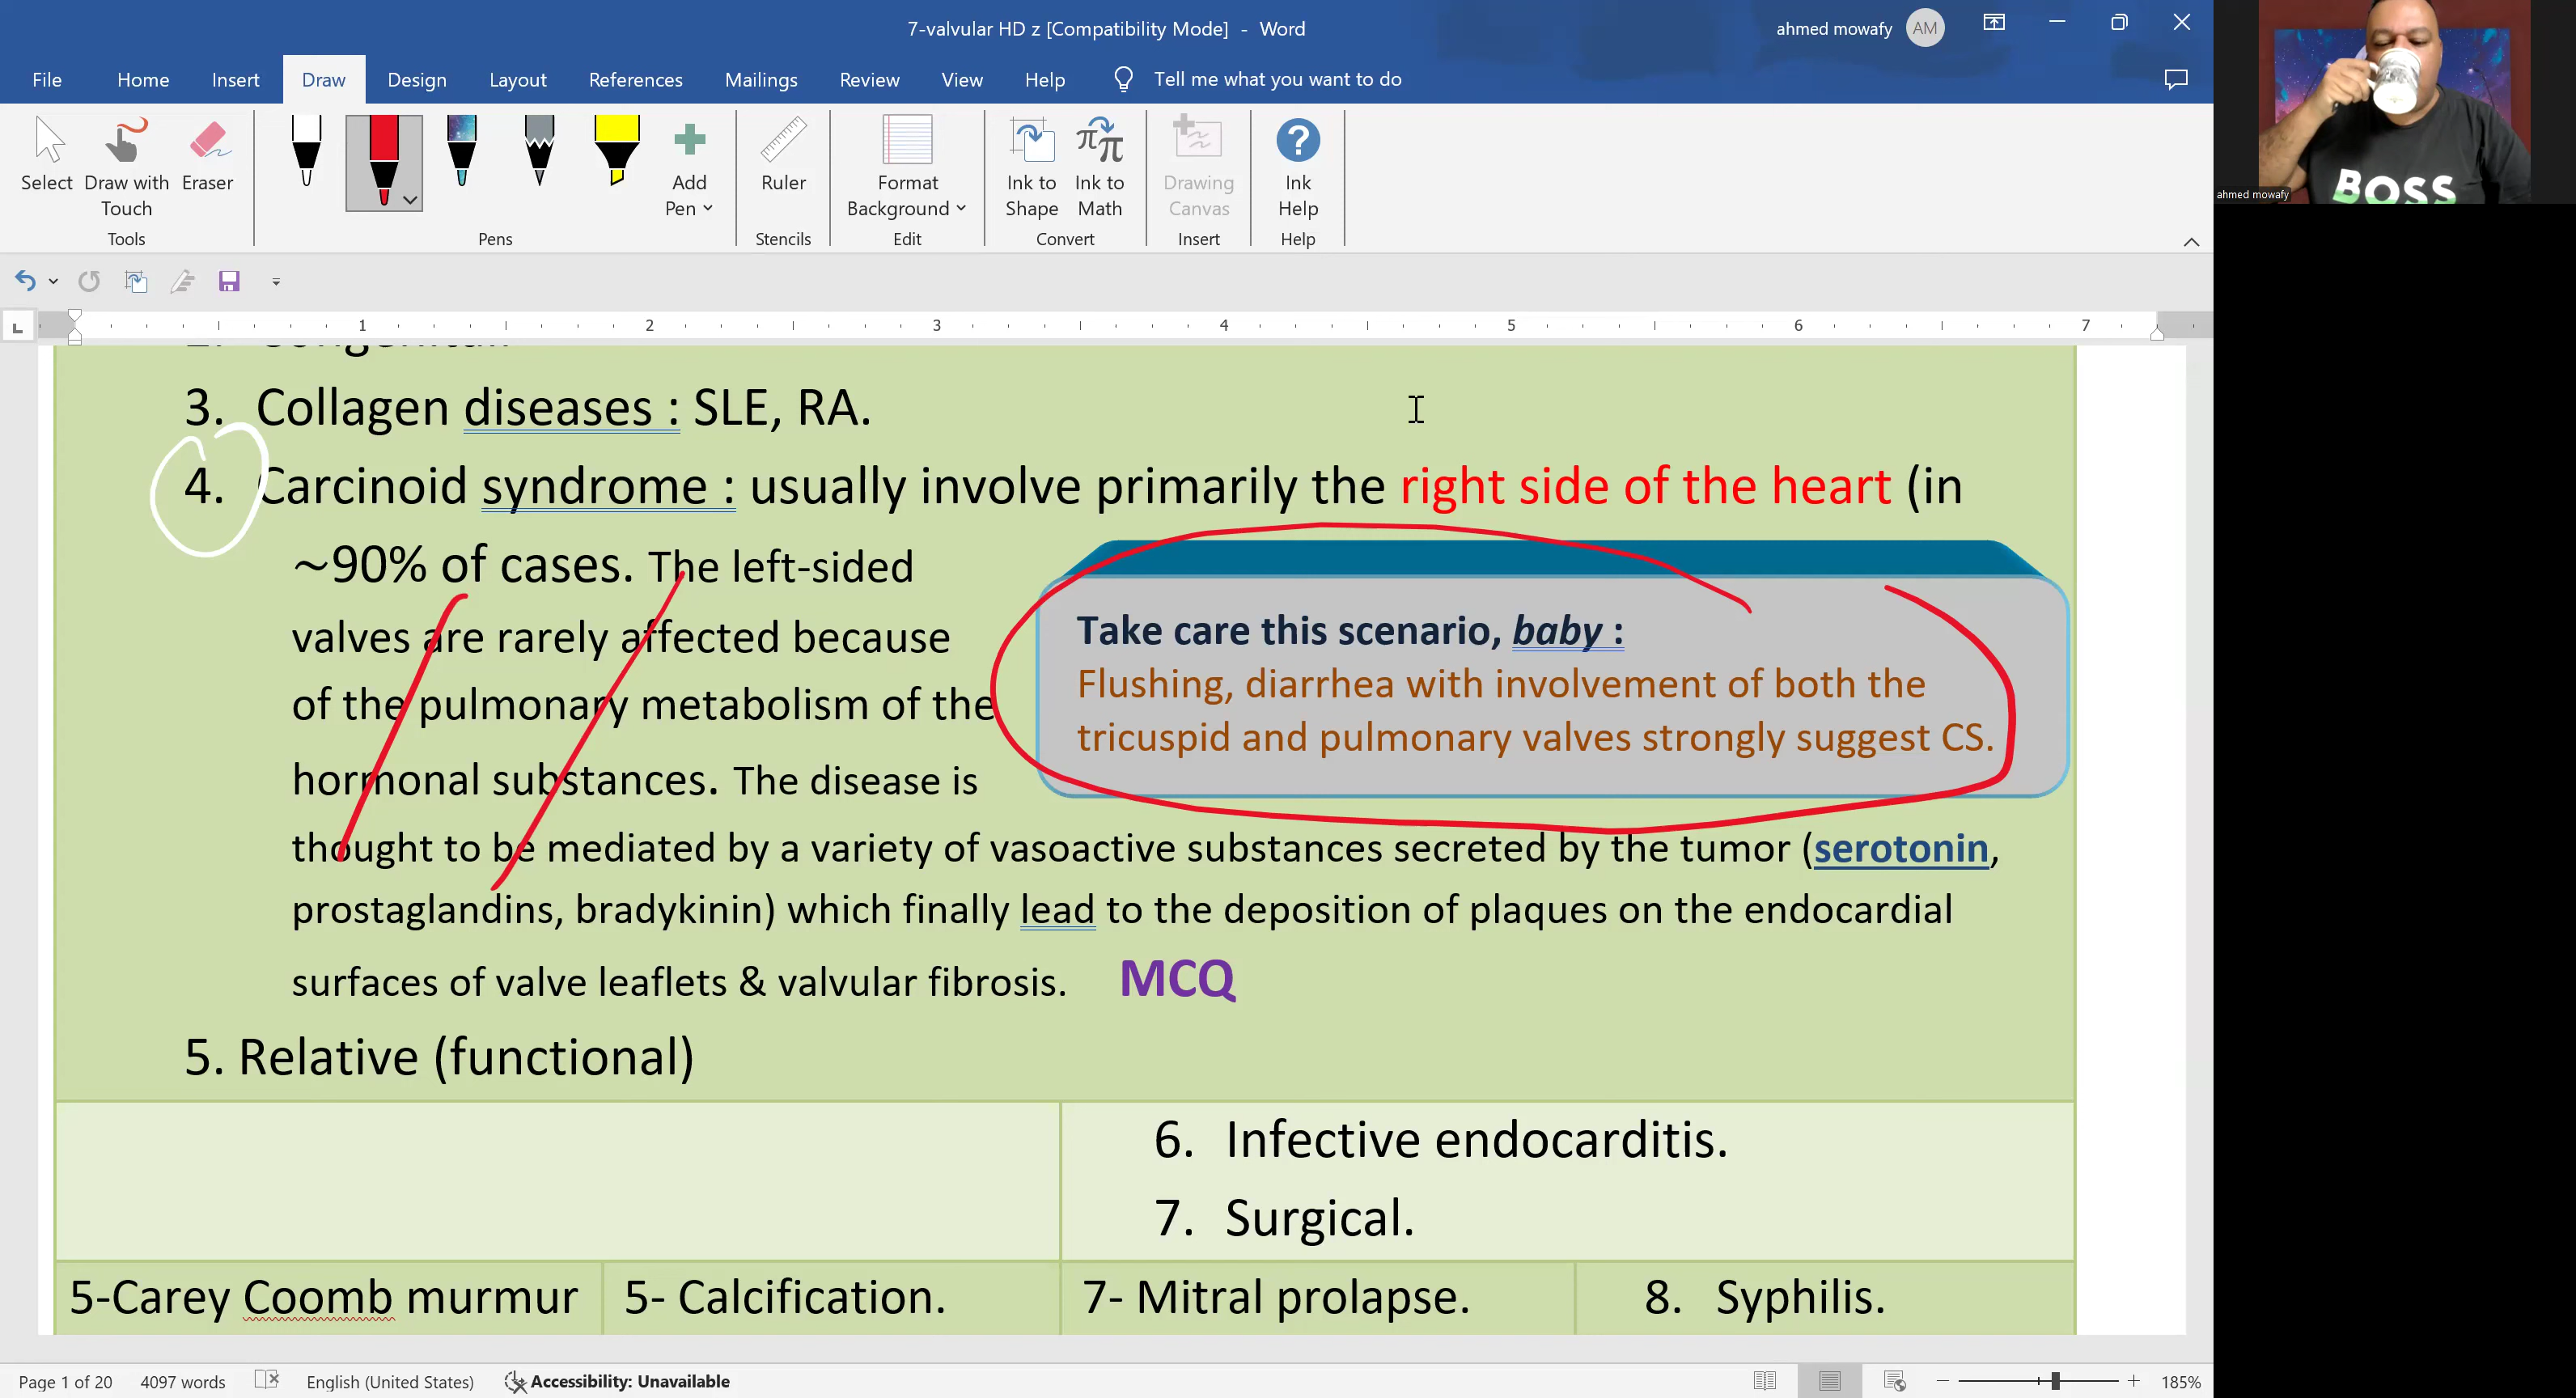 7-valvular HD z [Compatibility Mode] - Word
ahmed mowafy
AM
File Home Insert Draw Design Layout References Mailings Review View Help Tell me what you want to do
Select
Draw with Touch
Eraser
Add Pen
Ruler
Format Background
Ink to Shape
Ink to Math
Drawing Canvas
Ink Help
Tools Pens Stencils Edit Convert Insert Help
L
1 2 3 4 5 6 7
3. Collagen diseases : SLE, RA.
4. Carcinoid syndrome : usually involve primarily the right side of the heart (in
~90% of cases. The left-sided
valves are rarely affected because
of the pulmonary metabolism of the
hormonal substances. The disease is
thought to be mediated by a variety of vasoactive substances secreted by the tumor (serotonin,
prostaglandins, bradykinin) which finally lead to the deposition of plaques on the endocardial
surfaces of valve leaflets & valvular fibrosis. MCQ
Take care this scenario, baby :
Flushing, diarrhea with involvement of both the
tricuspid and pulmonary valves strongly suggest CS.
5. Relative (functional)
6. Infective endocarditis.
7. Surgical.
5-Carey Coomb murmur
5- Calcification.
7- Mitral prolapse.
8. Syphilis.
Page 1 of 20 4097 words English (United States) Accessibility: Unavailable 185%
BOSS
ahmed mowafy